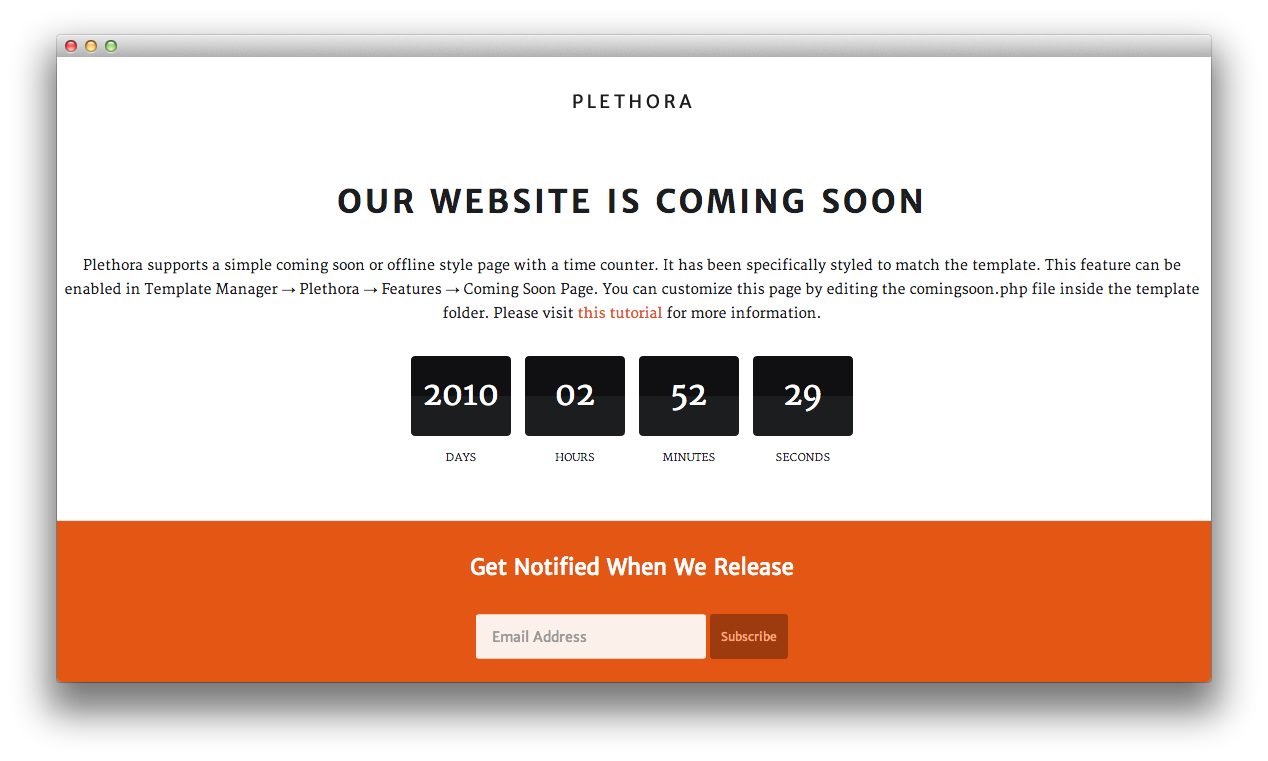 PLETHORA
OUR WEBSITE IS COMING SOON
Plethora supports a simple coming soon or offline style page with a time counter. It has been specifically styled to match the template. This feature can be
enabled in Template Manager → Plethora → Features → Coming Soon Page. You can customize this page by editing the comingsoon.php file inside the template
folder. Please visit this tutorial for more information.
2010 02 52 29
DAYS HOURS MINUTES SECONDS
Get Notified When We Release
Email Address Subscribe